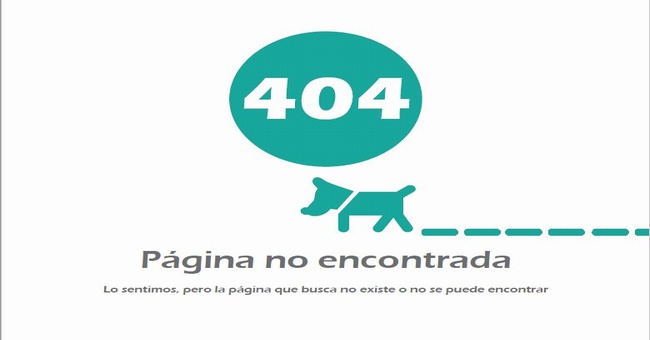 404
Página no encontrada
Lo sentimos, pero la página que busca no existe o no se puede encontrar